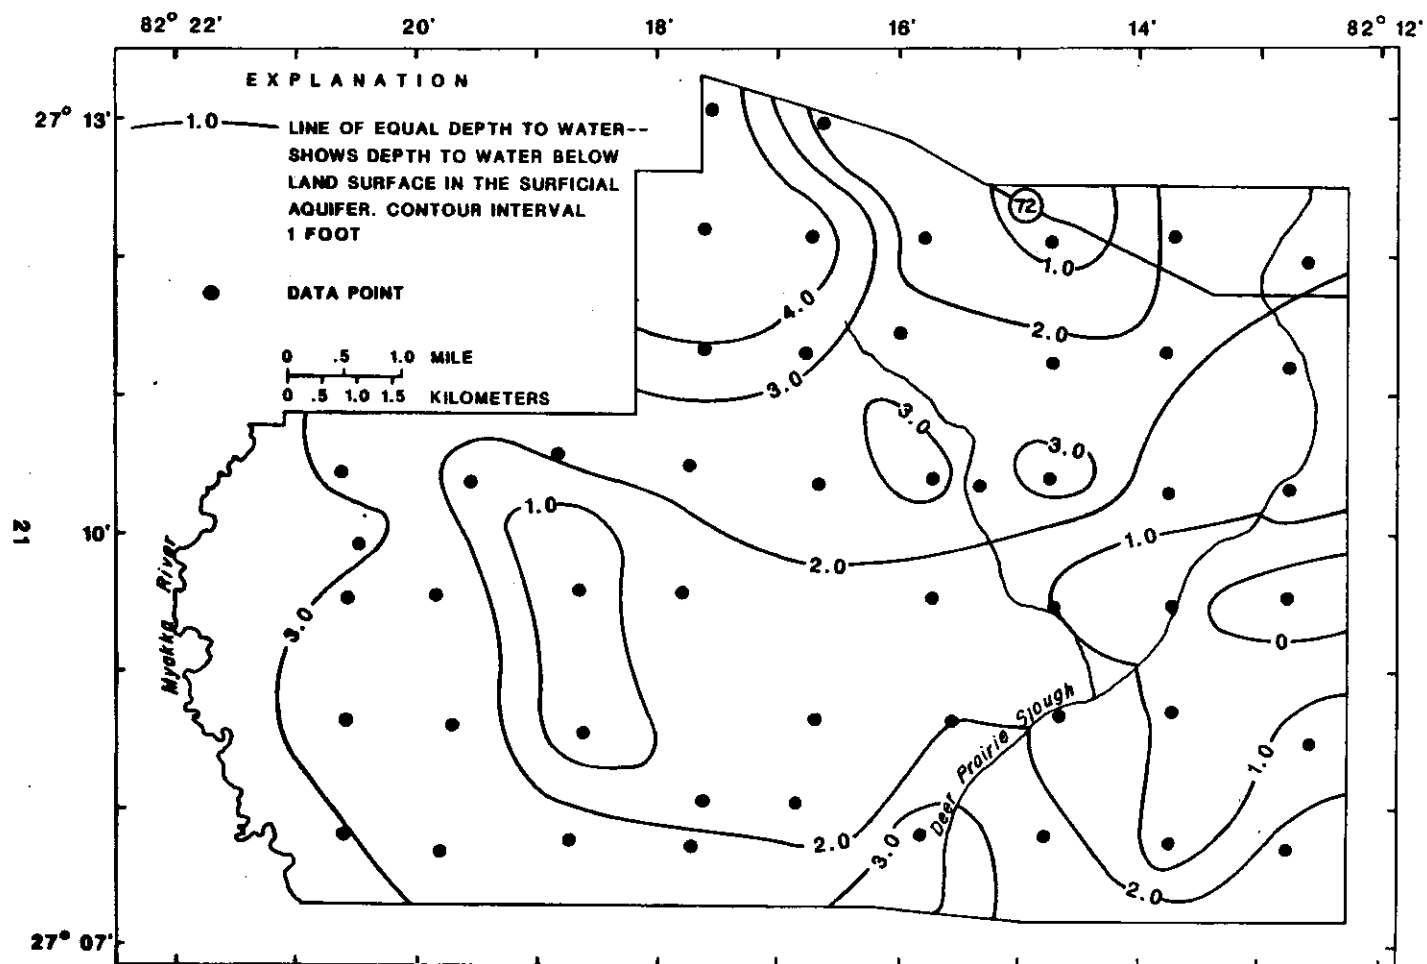 82° 22' 20' 18' 16' 14' 82° 12'
EXPLANATION
27° 13'
1.0 LINE OF EQUAL DEPTH TO WATER--
SHOWS DEPTH TO WATER BELOW
LAND SURFACE IN THE SURFICIAL
AQUIFER. CONTOUR INTERVAL
1 FOOT
72
1.0
DATA POINT
4.0
2.0
0 .5 1.0 MILE
0 .5 1.0 1.5 KILOMETERS
3.0
3.0
3.0
1.0
21
10'
1.0
2.0
Myakka River
3.0
0
Deer Prairie Slough
1.0
2.0
3.0
2.0
27° 07'